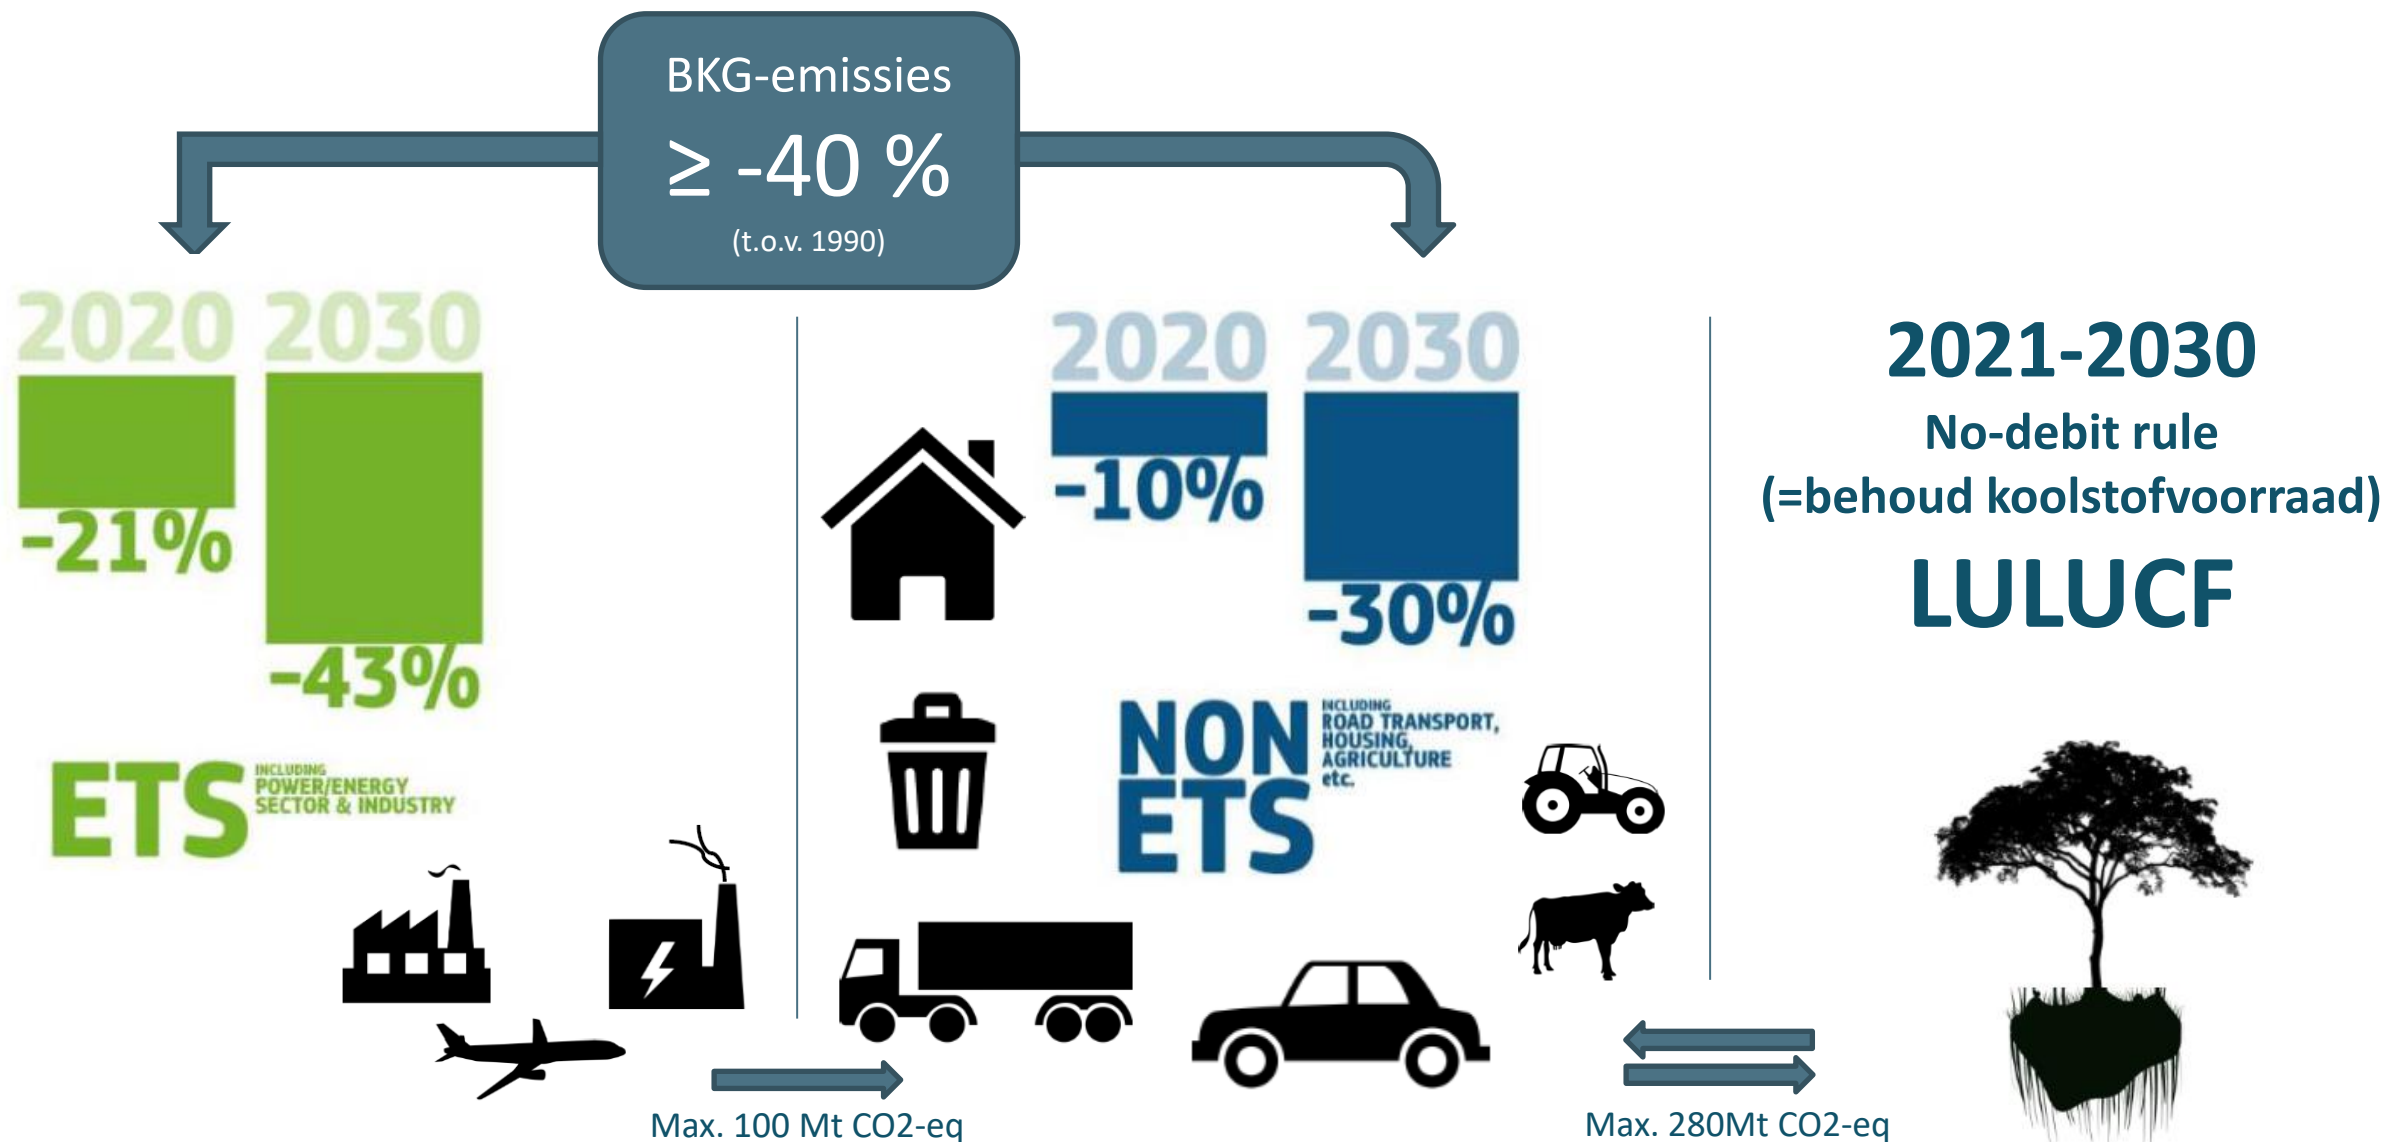 BKG-emissies
≥ -40 %
(t.o.v. 1990)
2020 2030
-21%
-43%
ETS
INCLUDING
POWER/ENERGY
SECTOR & INDUSTRY
2020 2030
-10%
-30%
NON
ETS
INCLUDING
ROAD TRANSPORT,
HOUSING,
AGRICULTURE
etc.
2021-2030
No-debit rule
(=behoud koolstofvoorraad)
LULUCF
Max. 100 Mt CO2-eq
Max. 280Mt CO2-eq